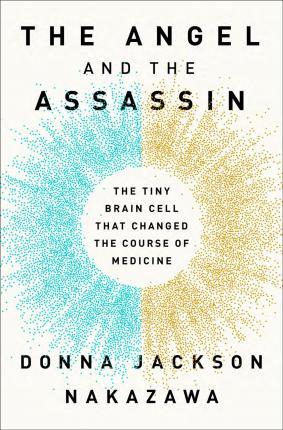 THE ANGEL
AND THE
ASSASSIN
THE TINY
BRAIN CELL
THAT CHANGED
THE COURSE OF
MEDICINE
DONNA JACKSON
NAKAZAWA